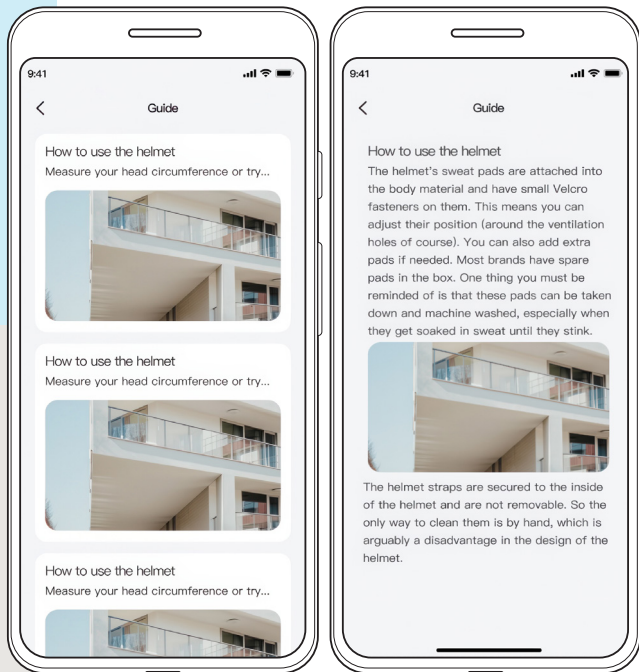 9:41
Guide
How to use the helmet
Measure your head circumference or try...
How to use the helmet
Measure your head circumference or try...
How to use the helmet
Measure your head circumference or try...
9:41
Guide
How to use the helmet
The helmet's sweat pads are attached into
the body material and have small Velcro
fasteners on them. This means you can
adjust their position (around the ventilation
holes of course). You can also add extra
pads if needed. Most brands have spare
pads in the box. One thing you must be
reminded of is that these pads can be taken
down and machine washed, especially when
they get soaked in sweat until they stink.
The helmet straps are secured to the inside
of the helmet and are not removable. So the
only way to clean them is by hand, which is
arguably a disadvantage in the design of the
helmet.